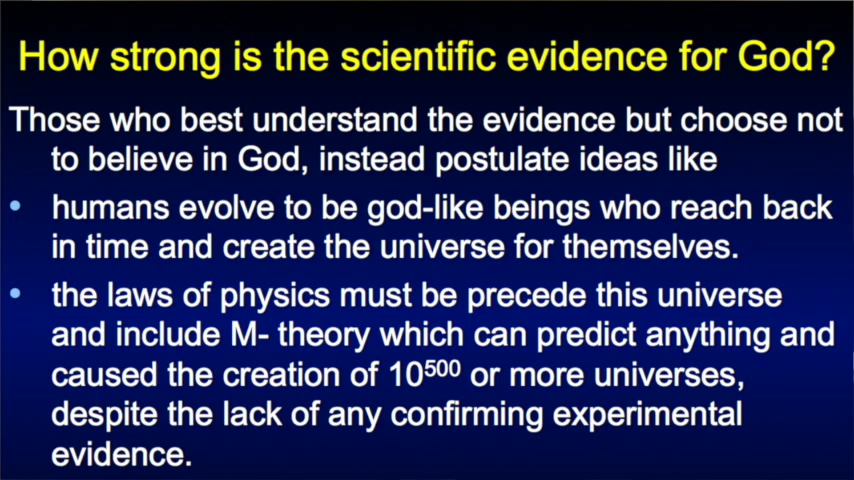 How strong is the scientific evidence for God?
Those who best understand the evidence but choose not
to believe in God, instead postulate ideas like
• humans evolve to be god-like beings who reach back
in time and create the universe for themselves.
• the laws of physics must be precede this universe
and include M- theory which can predict anything and
caused the creation of 10⁵⁰⁰ or more universes,
despite the lack of any confirming experimental
evidence.